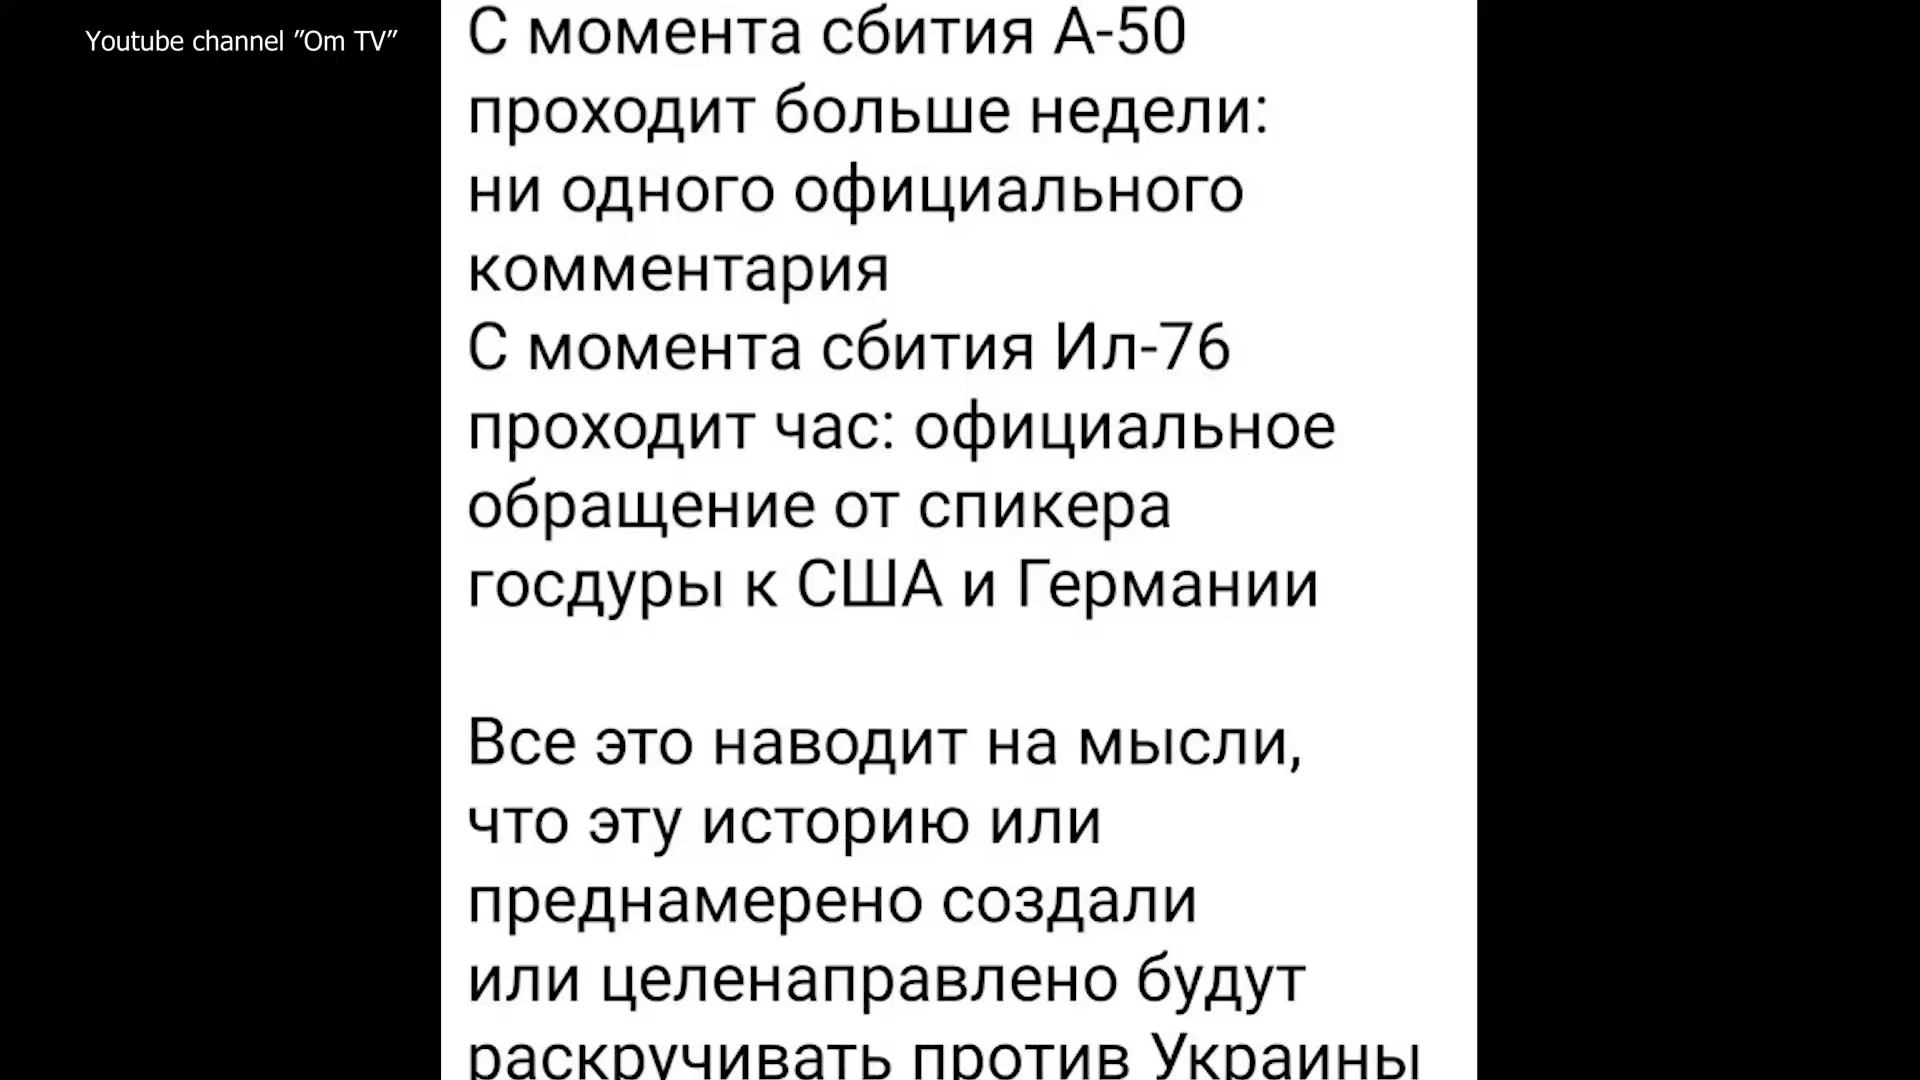 Youtube channel ”Om TV”
С момента сбития А-50
проходит больше недели:
ни одного официального
комментария
С момента сбития Ил-76
проходит час: официальное
обращение от спикера
госдуры к США и Германии
Все это наводит на мысли,
что эту историю или
преднамерено создали
или целенаправлено будут
раскручивать против Украины